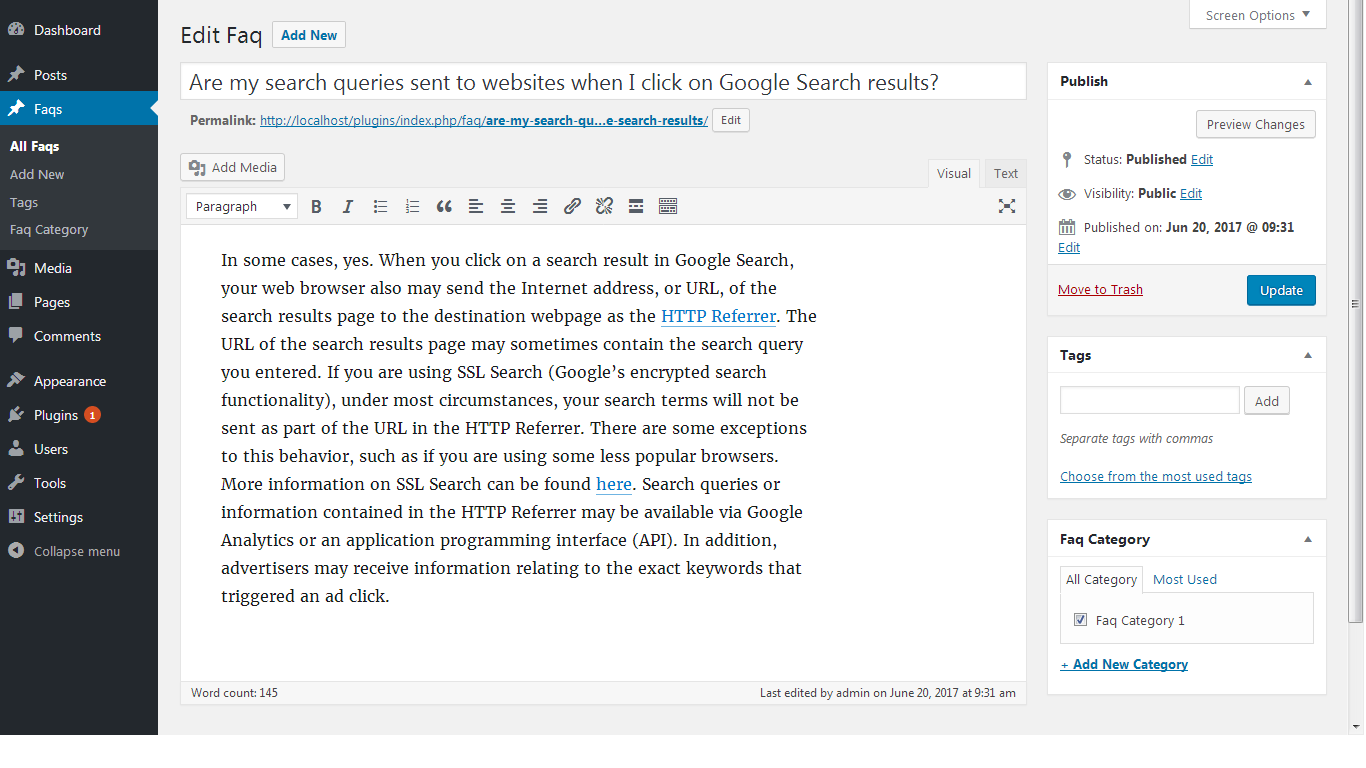 Dashboard
Posts
Faqs
All Faqs
Add New
Tags
Faq Category
Media
Pages
Comments
Appearance
Plugins 1
Users
Tools
Settings
Collapse menu
Screen Options
Edit Faq Add New
Are my search queries sent to websites when I click on Google Search results?
Permalink: http://localhost/plugins/index.php/faq/are-my-search-qu...e-search-results/ Edit
Add Media
Visual Text
Paragraph
In some cases, yes. When you click on a search result in Google Search,
your web browser also may send the Internet address, or URL, of the
search results page to the destination webpage as the HTTP Referrer. The
URL of the search results page may sometimes contain the search query
you entered. If you are using SSL Search (Google’s encrypted search
functionality), under most circumstances, your search terms will not be
sent as part of the URL in the HTTP Referrer. There are some exceptions
to this behavior, such as if you are using some less popular browsers.
More information on SSL Search can be found here. Search queries or
information contained in the HTTP Referrer may be available via Google
Analytics or an application programming interface (API). In addition,
advertisers may receive information relating to the exact keywords that
triggered an ad click.
Word count: 145
Last edited by admin on June 20, 2017 at 9:31 am
Publish
Preview Changes
Status: Published Edit
Visibility: Public Edit
Published on: Jun 20, 2017 @ 09:31
Edit
Move to Trash Update
Tags
Add
Separate tags with commas
Choose from the most used tags
Faq Category
All Category Most Used
Faq Category 1
+ Add New Category